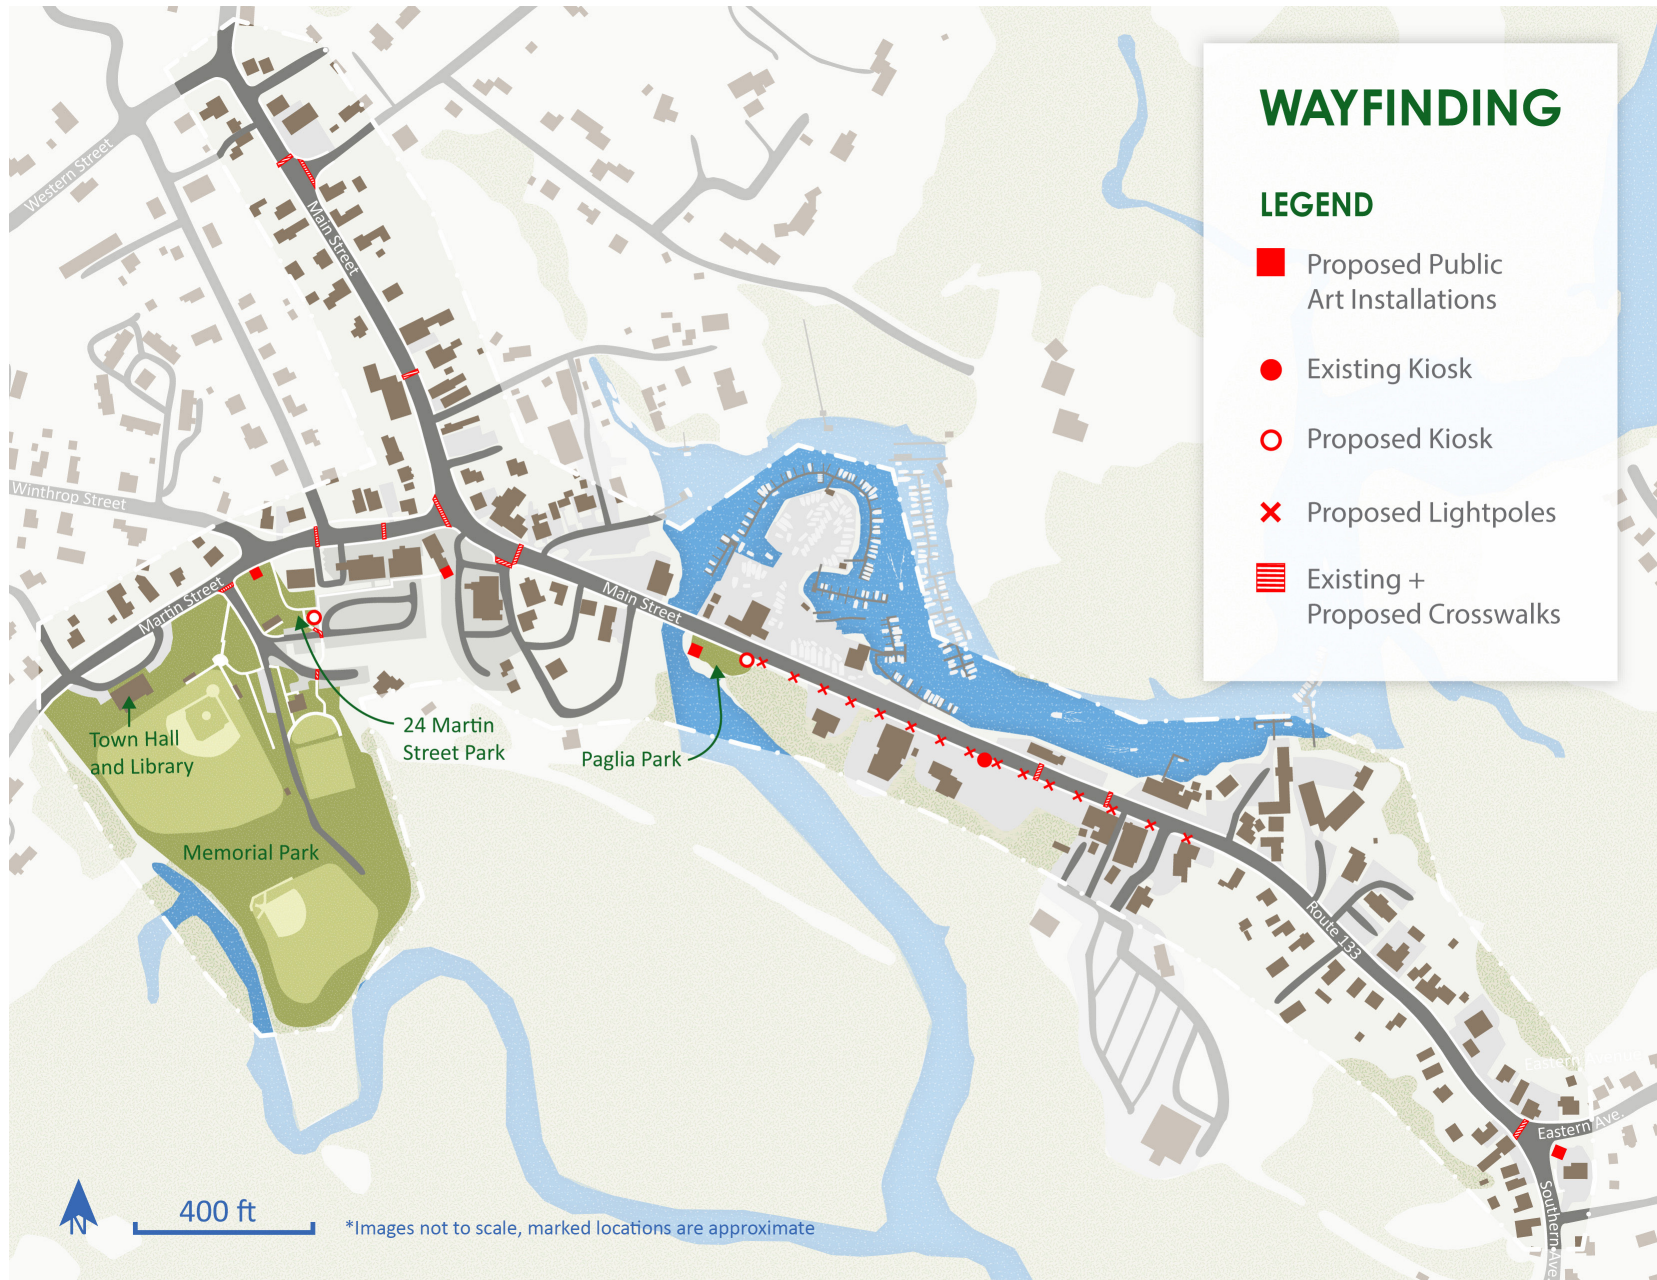 WAYFINDING
LEGEND
Proposed Public
Art Installations
Existing Kiosk
Proposed Kiosk
Proposed Lightpoles
Existing +
Proposed Crosswalks
Western Street
Main Street
Winthrop Street
Martin Street
Main Street
24 Martin
Street Park
Paglia Park
Town Hall
and Library
Memorial Park
Route 133
Eastern
Eastern Ave.
Southern Ave
N
400 ft
*Images not to scale, marked locations are approximate